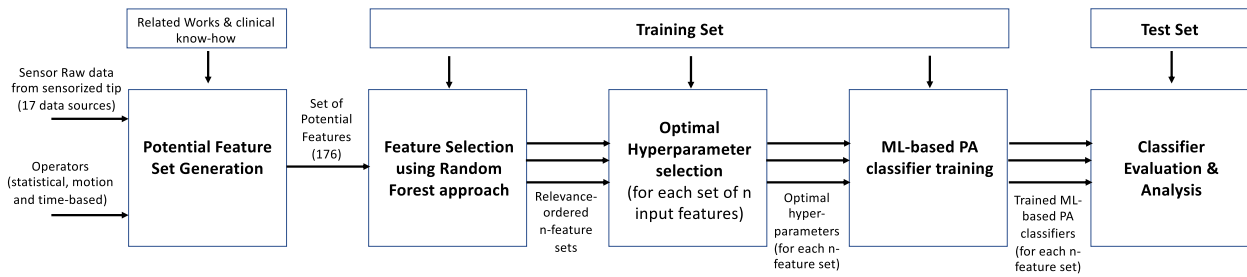 Related Works & clinical
know-how
Training Set
Test Set
Sensor Raw data
from sensorized tip
(17 data sources)
Operators
(statistical, motion
and time-based)
Potential Feature
Set Generation
Set of
Potential
Features
(176)
Feature Selection
using Random
Forest approach
Relevance-
ordered
n-feature
sets
Optimal
Hyperparameter
selection
(for each set of n
input features)
Optimal
hyper-
parameters
(for each n-
feature set)
ML-based PA
classifier training
Trained ML-
based PA
classifiers
(for each n-
feature set)
Classifier
Evaluation &
Analysis